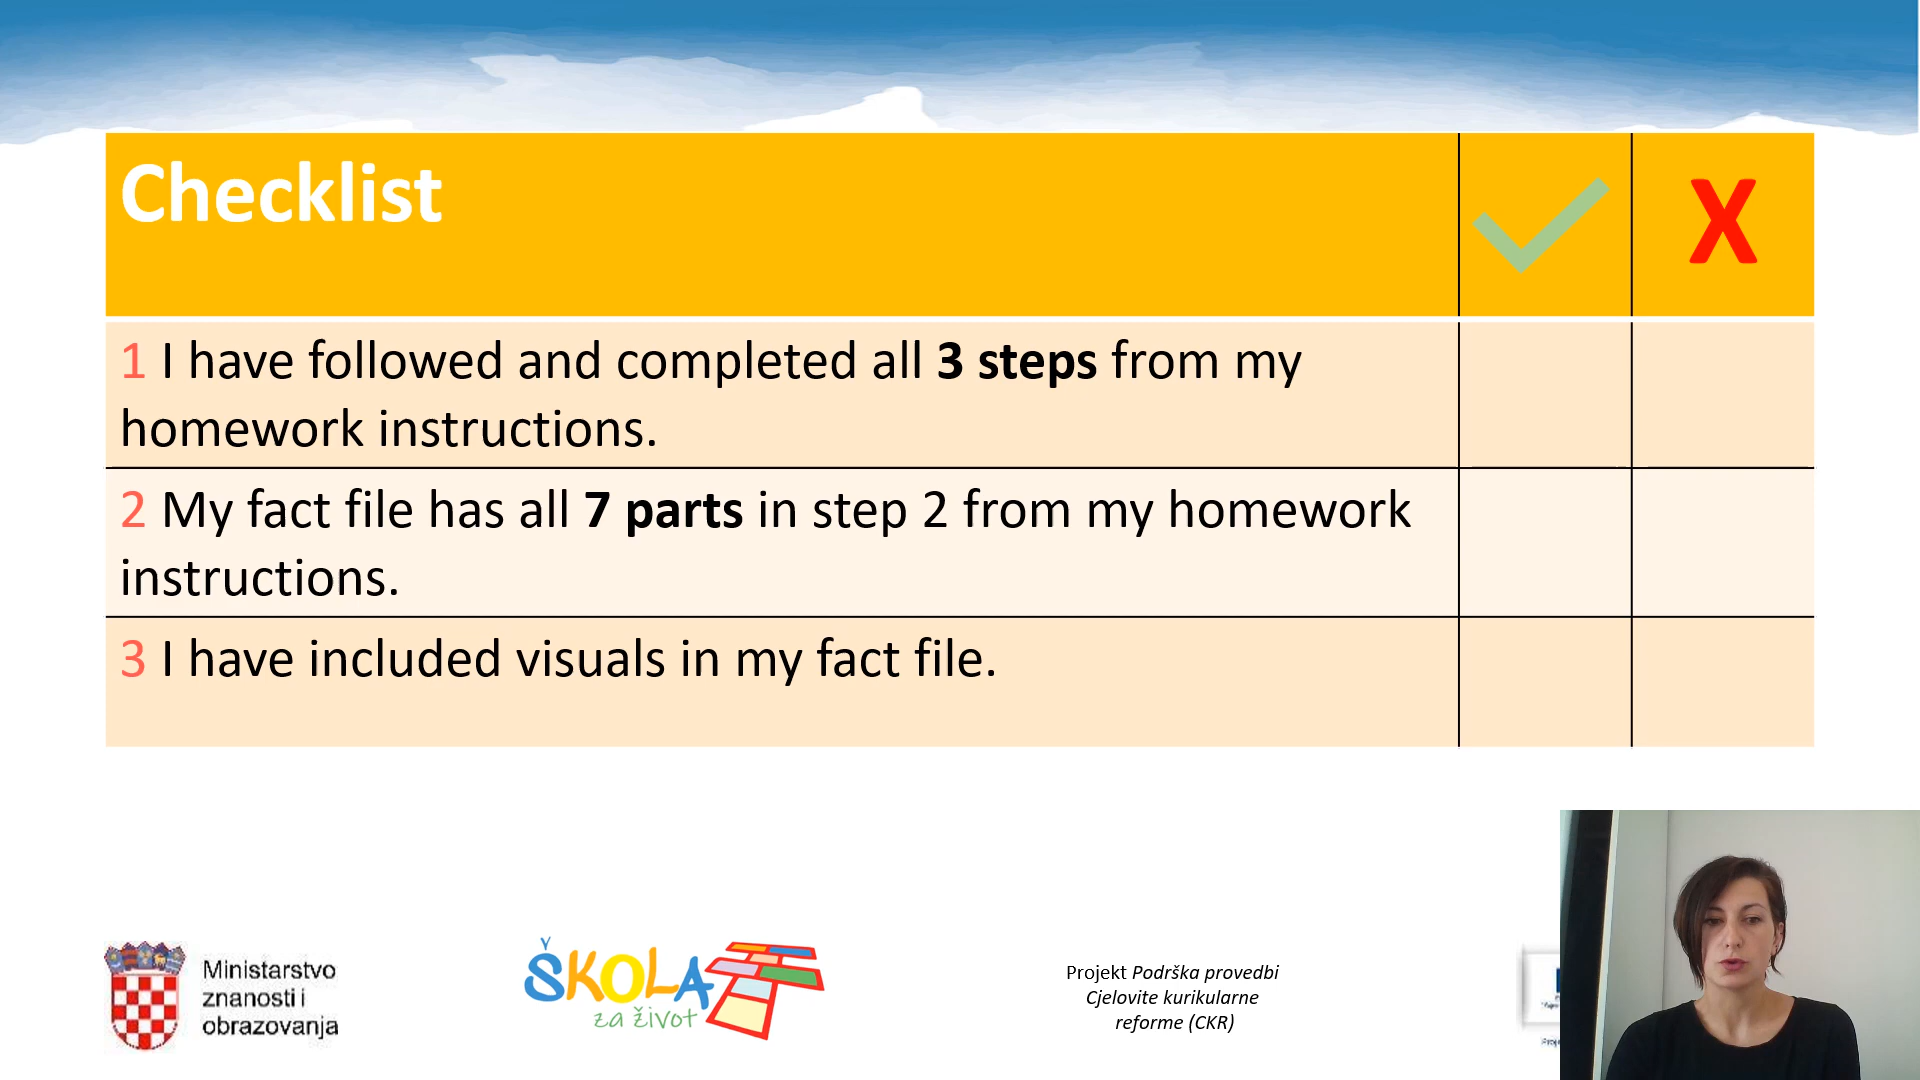 Checklist
X
1 I have followed and completed all 3 steps from my
homework instructions.
2 My fact file has all 7 parts in step 2 from my homework
instructions.
3 I have included visuals in my fact file.
Ministarstvo
znanosti i
obrazovanja
ŠKOLA
za život
Projekt Podrška provedbi
Cjelovite kurikularne
reforme (CKR)